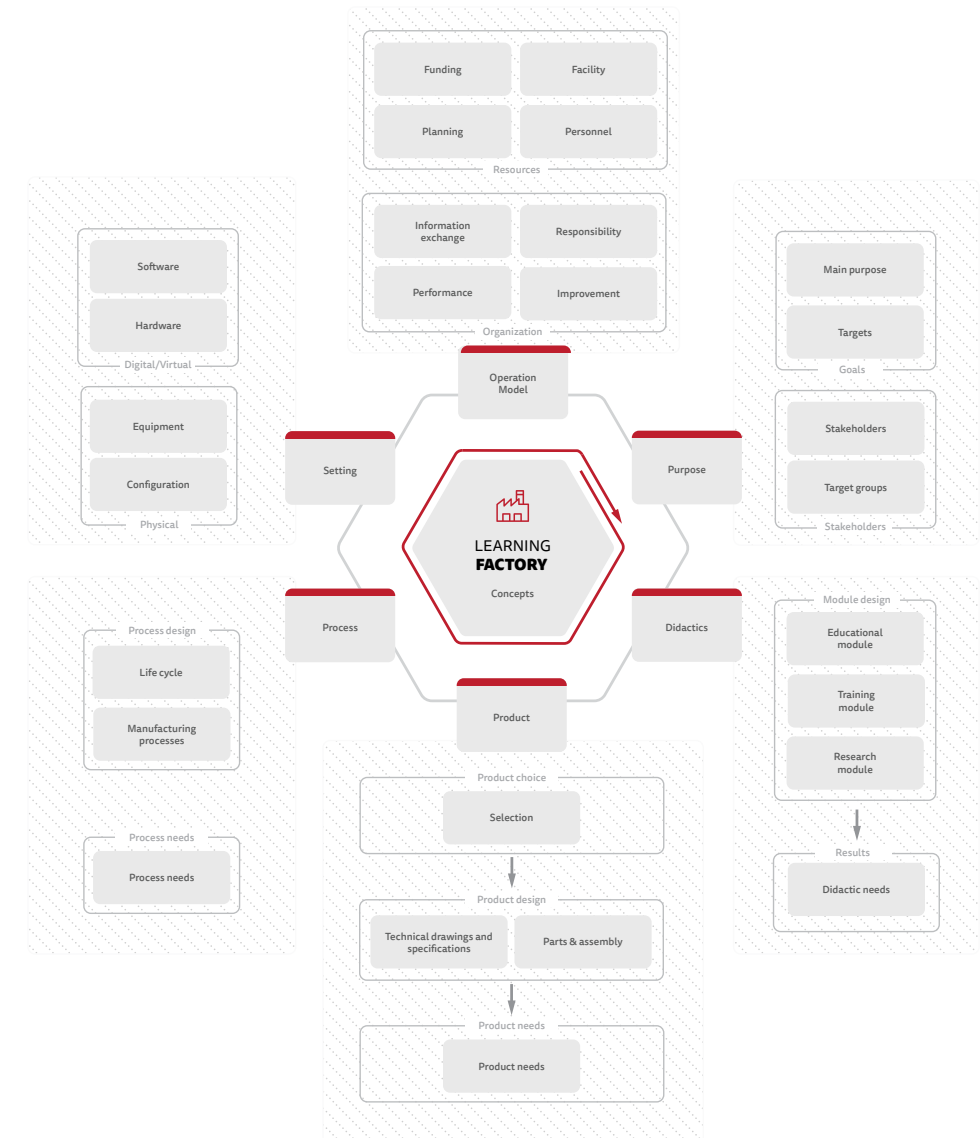 Funding
Facility
Planning
Personnel
Resources
Information
exchange
Responsibility
Performance
Improvement
Organization
Operation
Model
Software
Hardware
Digital/Virtual
Equipment
Configuration
Physical
Setting
Main purpose
Targets
Goals
Stakeholders
Target groups
Stakeholders
Purpose
LEARNING
FACTORY
Concepts
Process
Process design
Life cycle
Manufacturing
processes
Process needs
Process needs
Didactics
Module design
Educational
module
Training
module
Research
module
Results
Didactic needs
Product
Product choice
Selection
Product design
Technical drawings and
specifications
Parts & assembly
Product needs
Product needs